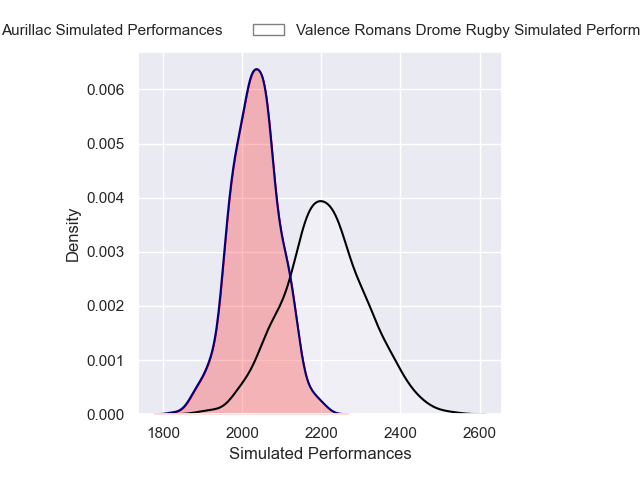 Aurillac Simulated Performances
Valence Romans Drome Rugby Simulated Perform
0.006
0.005
0.004
0.003
0.002
0.001
0.000
Density
1800 2000 2200 2400 2600
Simulated Performances